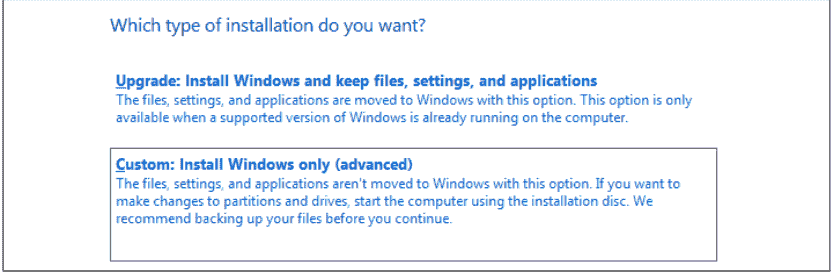 Which type of installation do you want?
Upgrade: Install Windows and keep files, settings, and applications
The files, settings, and applications are moved to Windows with this option. This option is only
available when a supported version of Windows is already running on the computer.
Custom: Install Windows only (advanced)
The files, settings, and applications aren't moved to Windows with this option. If you want to
make changes to partitions and drives, start the computer using the installation disc. We
recommend backing up your files before you continue.